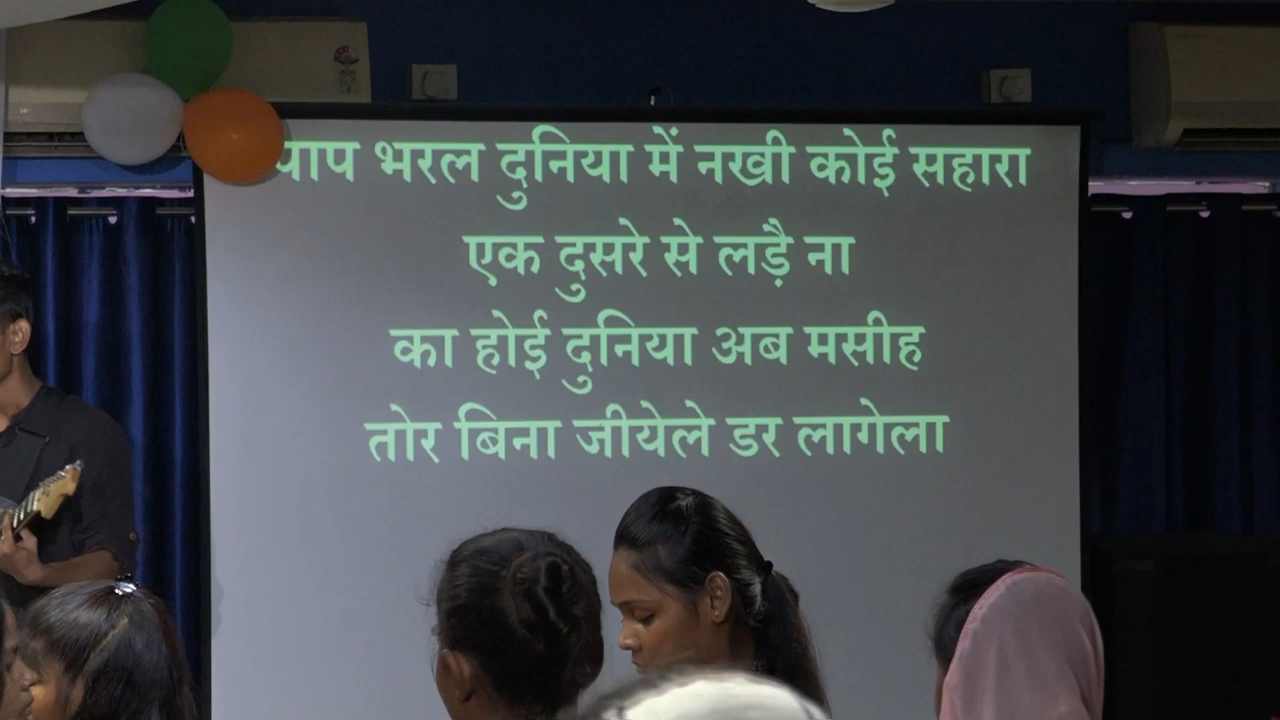 पाप भरल दुनिया में नखी कोई सहारा
एक दुसरे से लड़ै ना
का होई दुनिया अब मसीह
तोर बिना जीयेले डर लागेला